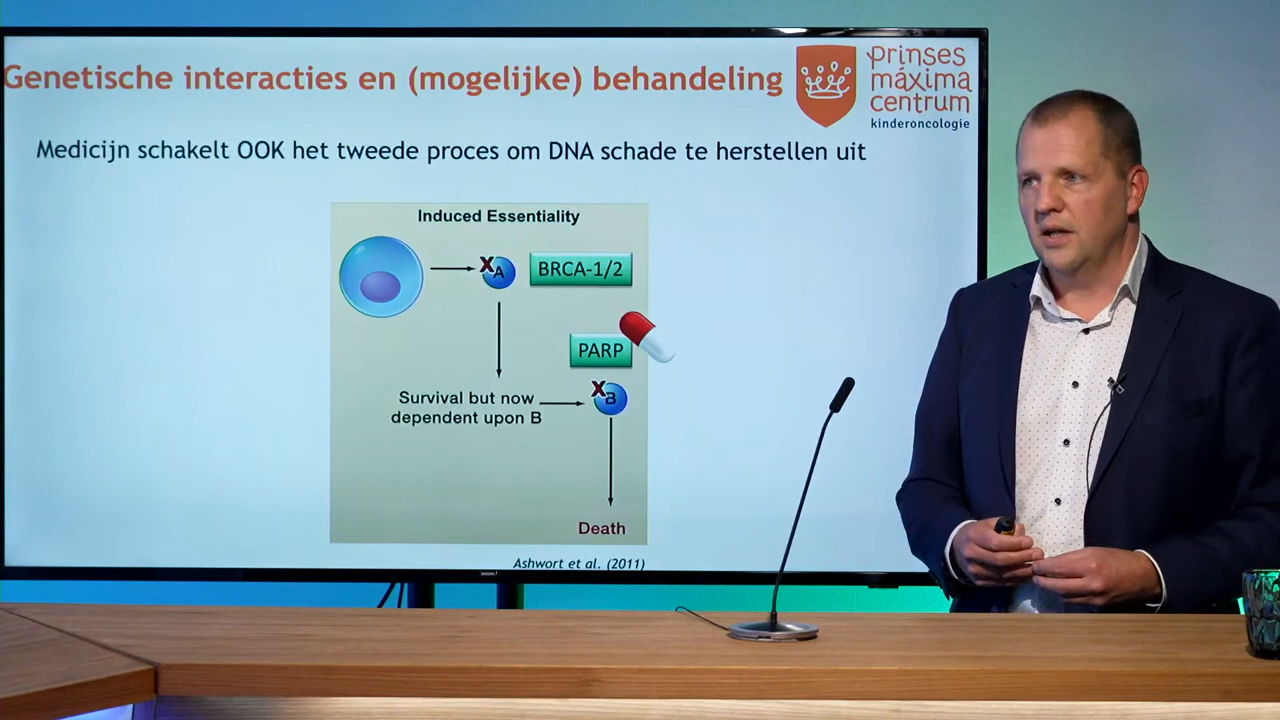 Genetische interacties en (mogelijke) behandeling
prinses
máxima
centrum
kinderoncologie
Medicijn schakelt OOK het tweede proces om DNA schade te herstellen uit
Induced Essentiality
X A
BRCA-1/2
PARP
X B
Survival but now
dependent upon B
Death
Ashwort et al. (2011)